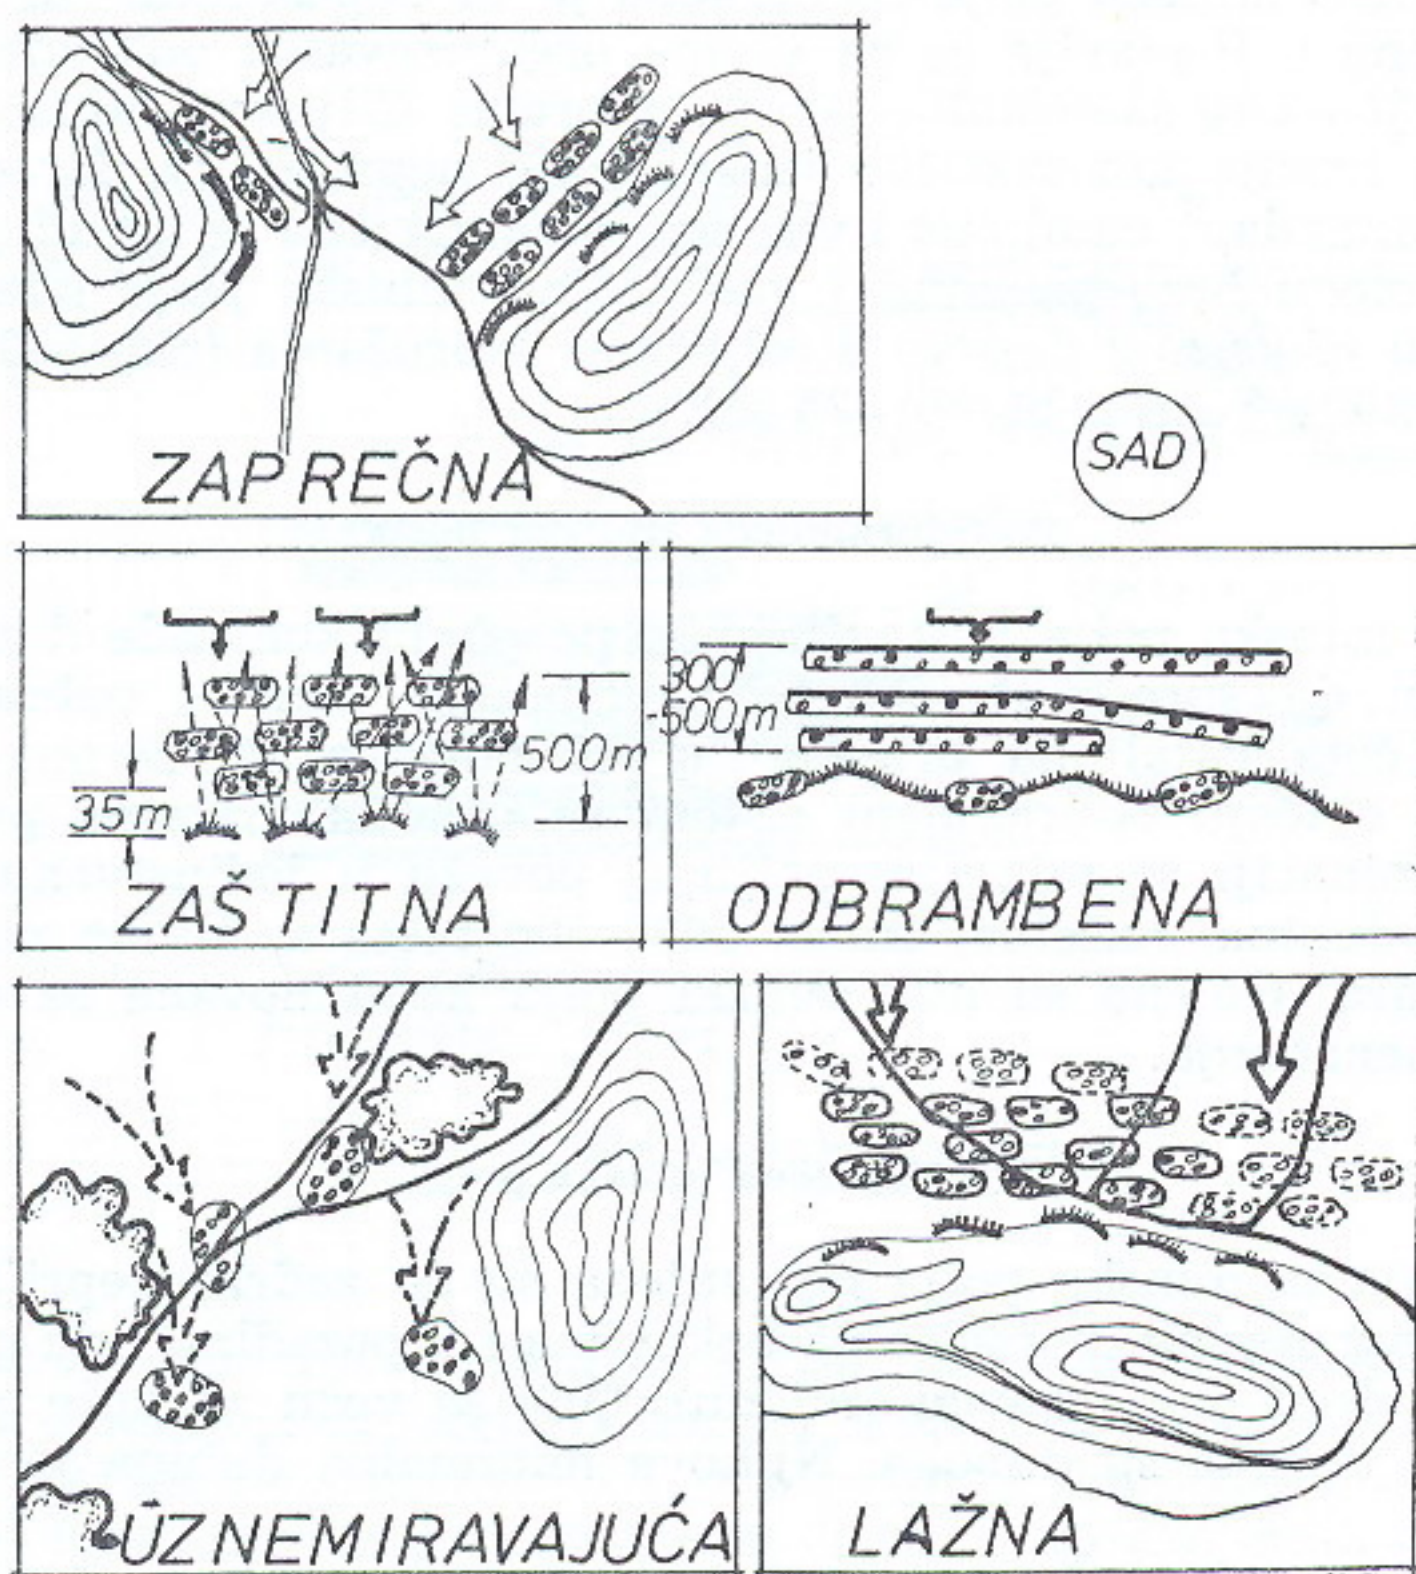 ZAPREČNA
SAD
500m
35m
ZAŠTITNA
300
-500m
ODBRAMBENA
UZNEMIRAVAJUĆA
LAŽNA